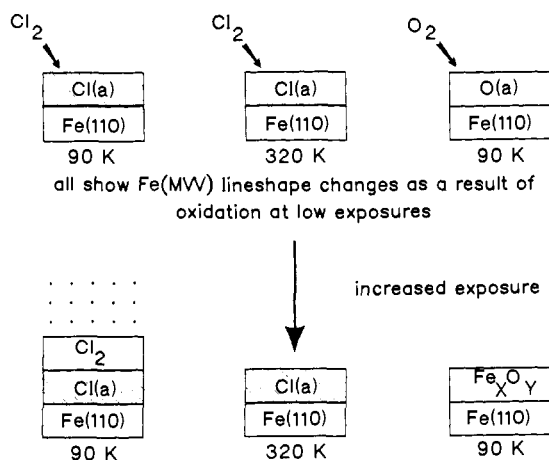 Cl2 Cl2 O2
Cl(a) Cl(a) O(a)
Fe(110) Fe(110) Fe(110)
90 K 320 K 90 K
all show Fe(MVV) lineshape changes as a result of
oxidation at low exposures
increased exposure
Cl2
Cl(a) Cl(a) FeXOY
Fe(110) Fe(110) Fe(110)
90 K 320 K 90 K